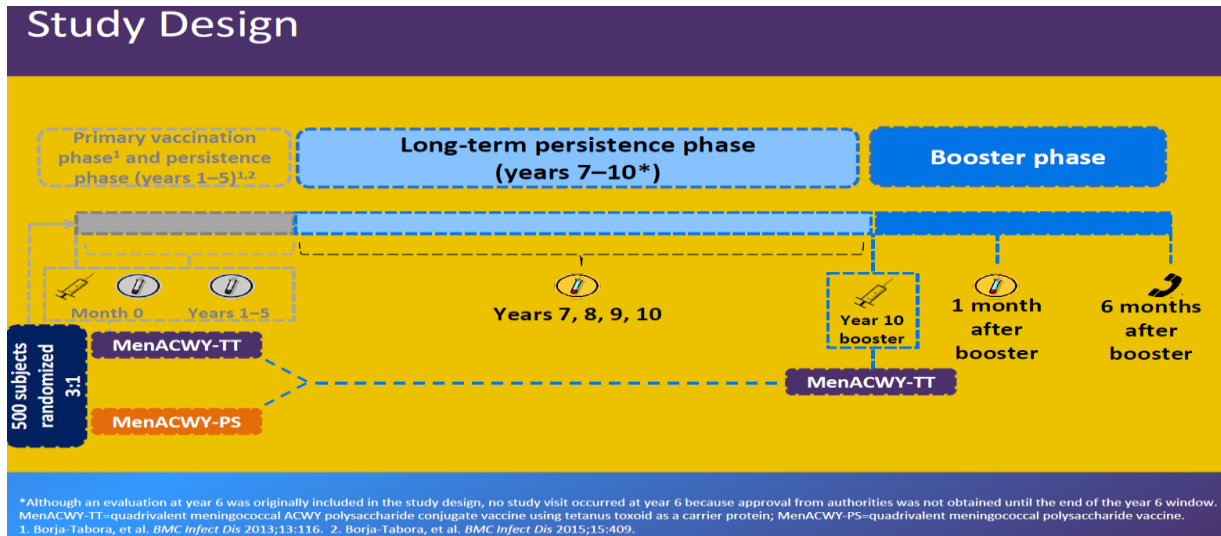 Study Design
Primary vaccination
phase¹ and persistence
phase (years 1–5)¹,²
Long-term persistence phase
(years 7–10*)
Booster phase
Month 0
Years 1–5
Years 7, 8, 9, 10
Year 10
booster
1 month
after
booster
6 months
after
booster
500 subjects
randomized
3:1
MenACWY-TT
MenACWY-PS
MenACWY-TT
*Although an evaluation at year 6 was originally included in the study design, no study visit occurred at year 6 because approval from authorities was not obtained until the end of the year 6 window.
MenACWY-TT=quadrivalent meningococcal ACWY polysaccharide conjugate vaccine using tetanus toxoid as a carrier protein; MenACWY-PS=quadrivalent meningococcal polysaccharide vaccine.
1. Borja-Tabora, et al. BMC Infect Dis 2013;13:116. 2. Borja-Tabora, et al. BMC Infect Dis 2015;15:409.